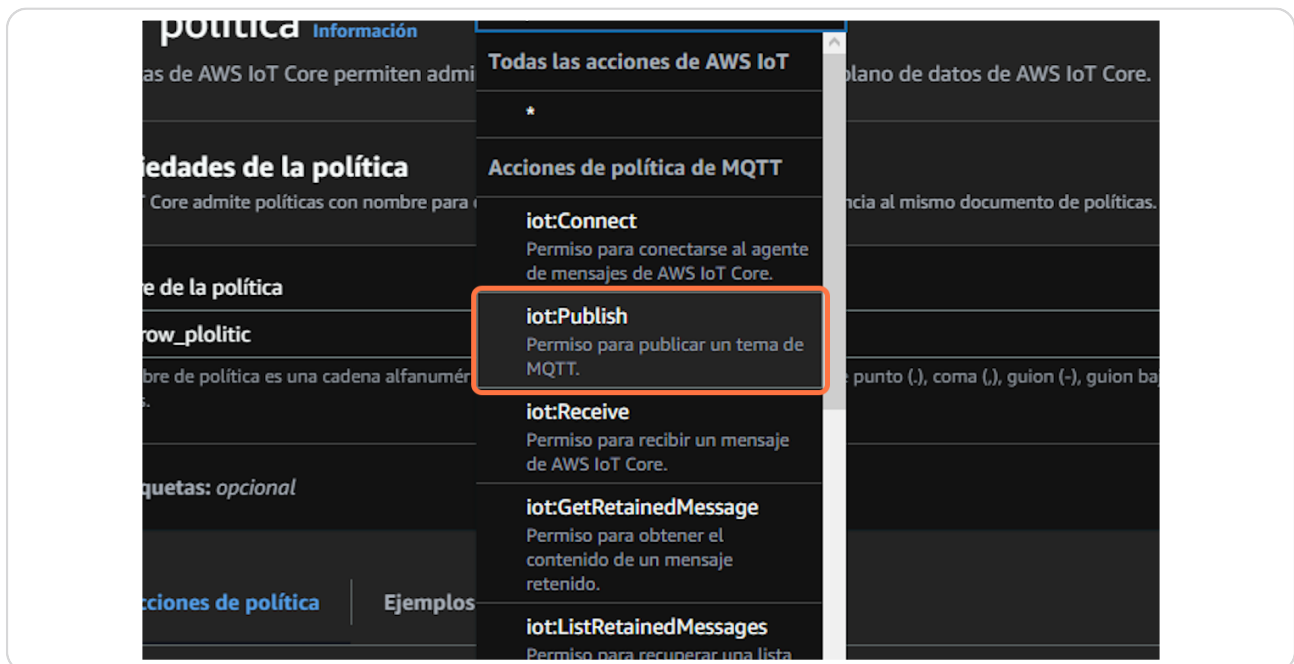 política Información
Todas las acciones de AWS IoT
as de AWS IoT Core permiten admi
plano de datos de AWS IoT Core.
*
iedades de la política
Acciones de política de MQTT
Core admite políticas con nombre para
ncia al mismo documento de políticas.
iot:Connect
Permiso para conectarse al agente
de mensajes de AWS IoT Core.
e de la política
iot:Publish
Permiso para publicar un tema de
MQTT.
row_plolitic
bre de política es una cadena alfanumér
punto (.), coma (,), guion (-), guion ba
s.
iot:Receive
Permiso para recibir un mensaje
de AWS IoT Core.
quetas: opcional
iot:GetRetainedMessage
Permiso para obtener el
contenido de un mensaje
retenido.
cciones de política
Ejemplos
iot:ListRetainedMessages
Permiso para recuperar una lista